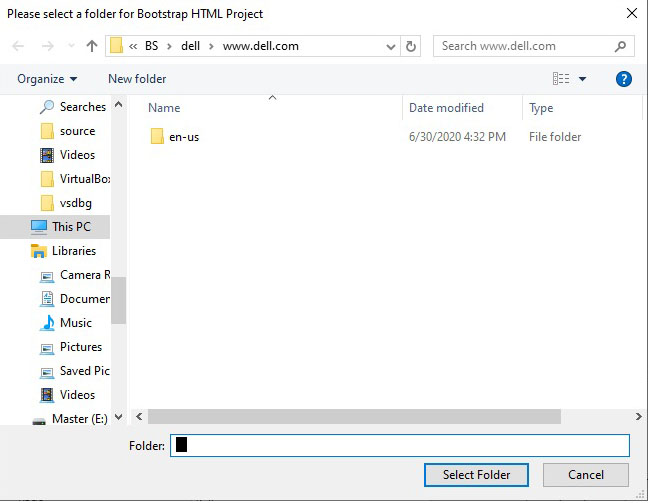 Please select a folder for Bootstrap HTML Project
« BS > dell > www.dell.com
Search www.dell.com
Organize
New folder
?
Searches
source
Videos
VirtualBo
vsdbg
This PC
Libraries
Camera R
Documen
Music
Pictures
Saved Pic
Videos
Master (E:)
Name Date modified Type
en-us 6/30/2020 4:32 PM File folder
Folder:
Select Folder Cancel